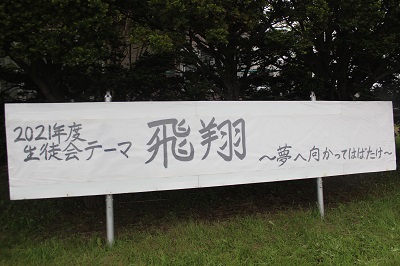 2021年度
生徒会テーマ
飛翔
～夢へ向かってはばたけ～